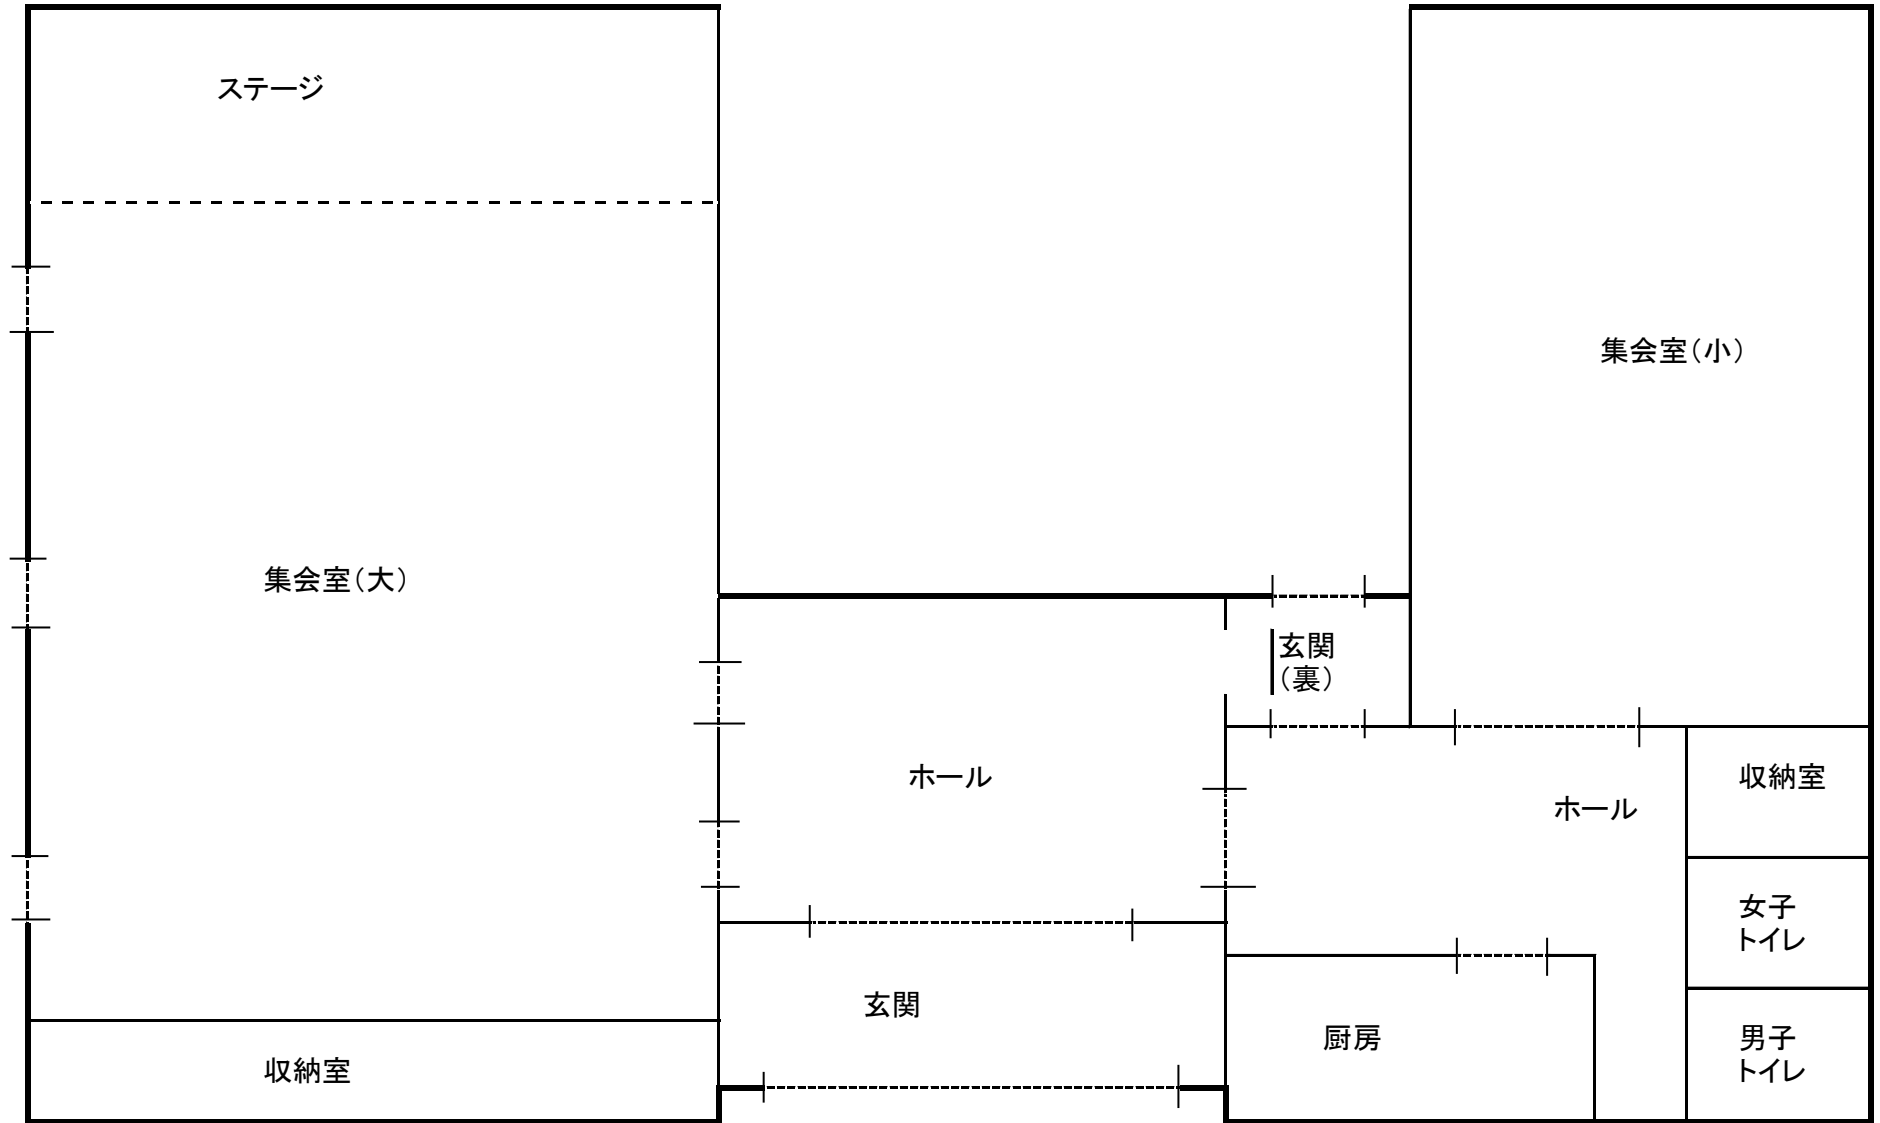 ステージ
集会室（小）
集会室（大）
玄関
（裏）
ホール
収納室
ホール
女子
トイレ
玄関
厨房
男子
トイレ
収納室